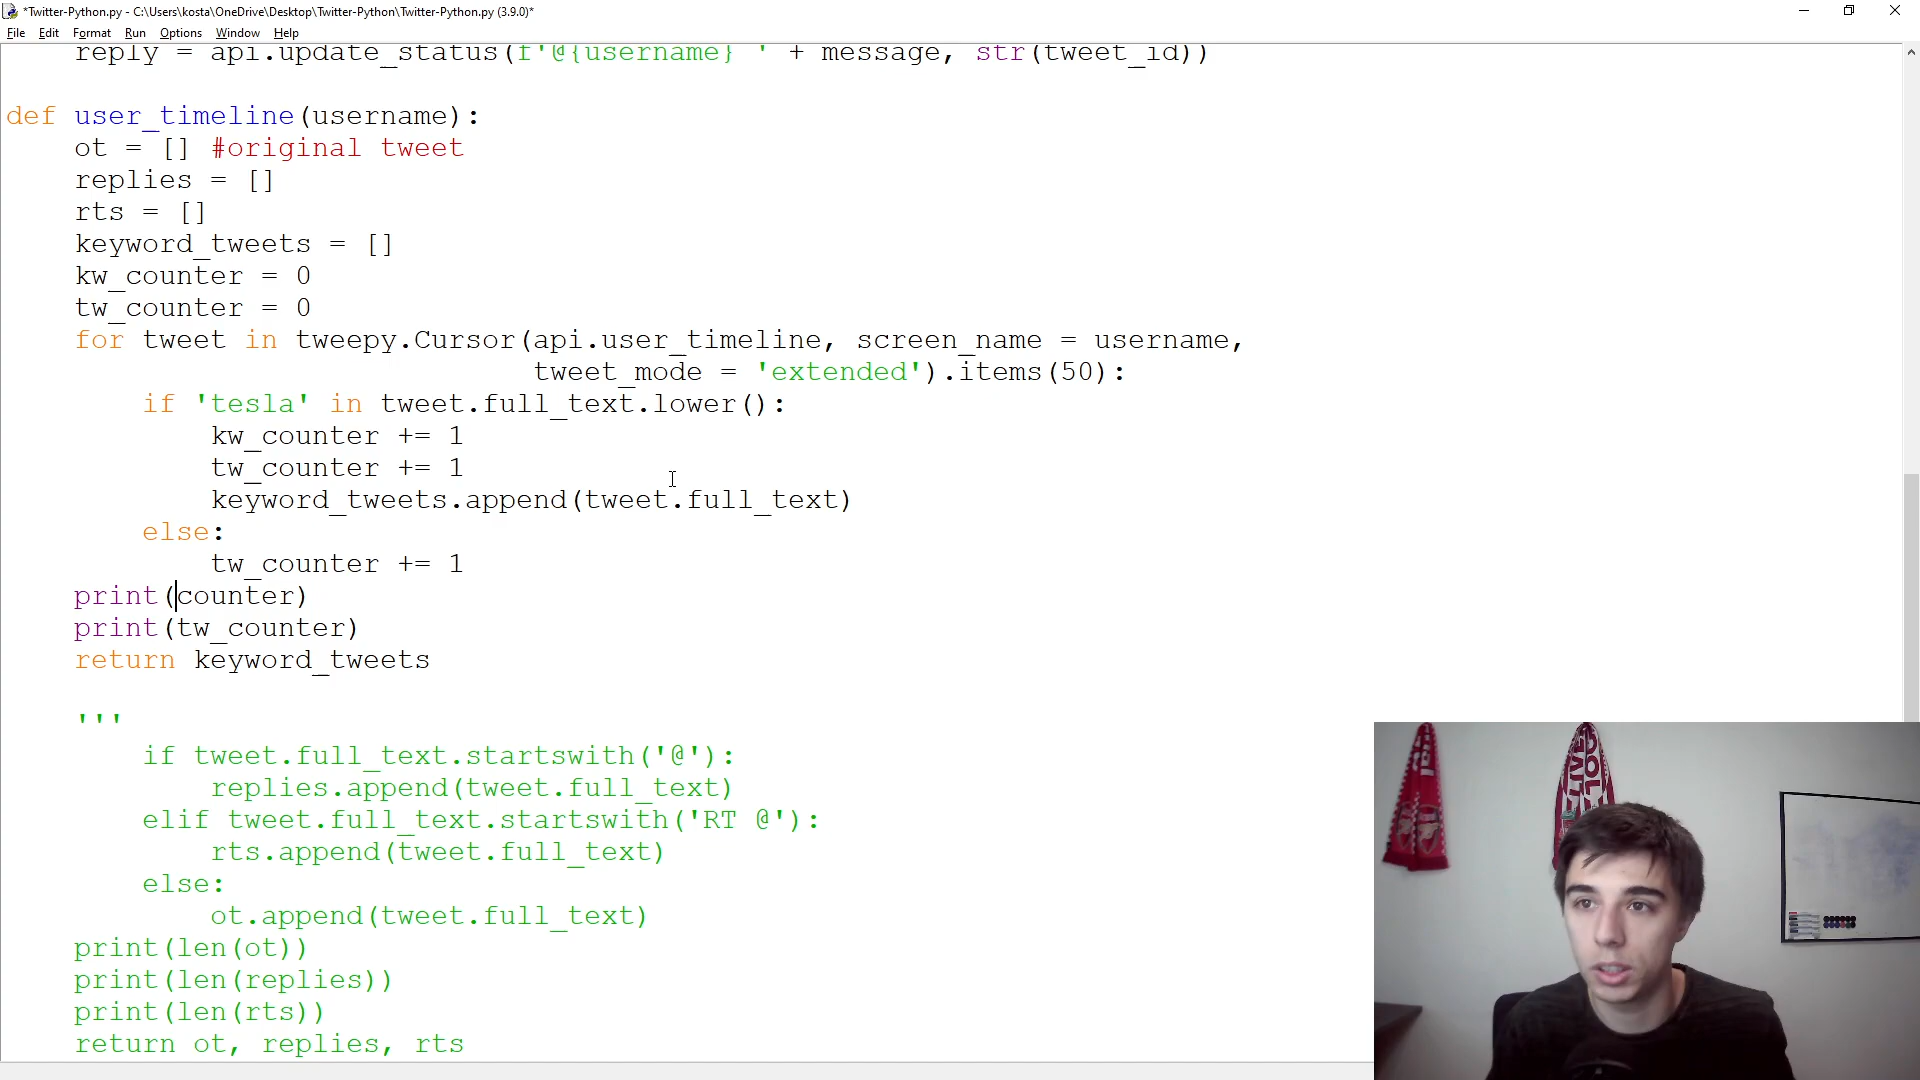 *Twitter-Python.py - C:\Users\kosta\OneDrive\Desktop\Twitter-Python\Twitter-Python.py (3.9.0)*
File Edit Format Run Options Window Help
reply = api.update_status(f'@{username} ' + message, str(tweet_id))
def user_timeline(username):
ot = [] #original tweet
replies = []
rts = []
keyword_tweets = []
kw_counter = 0
tw_counter = 0
for tweet in tweepy.Cursor(api.user_timeline, screen_name = username,
tweet_mode = 'extended').items(50):
if 'tesla' in tweet.full_text.lower():
kw_counter += 1
tw_counter += 1
keyword_tweets.append(tweet.full_text)
else:
tw_counter += 1
print(counter)
print(tw_counter)
return keyword_tweets
'''
if tweet.full_text.startswith('@'):
replies.append(tweet.full_text)
elif tweet.full_text.startswith('RT @'):
rts.append(tweet.full_text)
else:
ot.append(tweet.full_text)
print(len(ot))
print(len(replies))
print(len(rts))
return ot, replies, rts